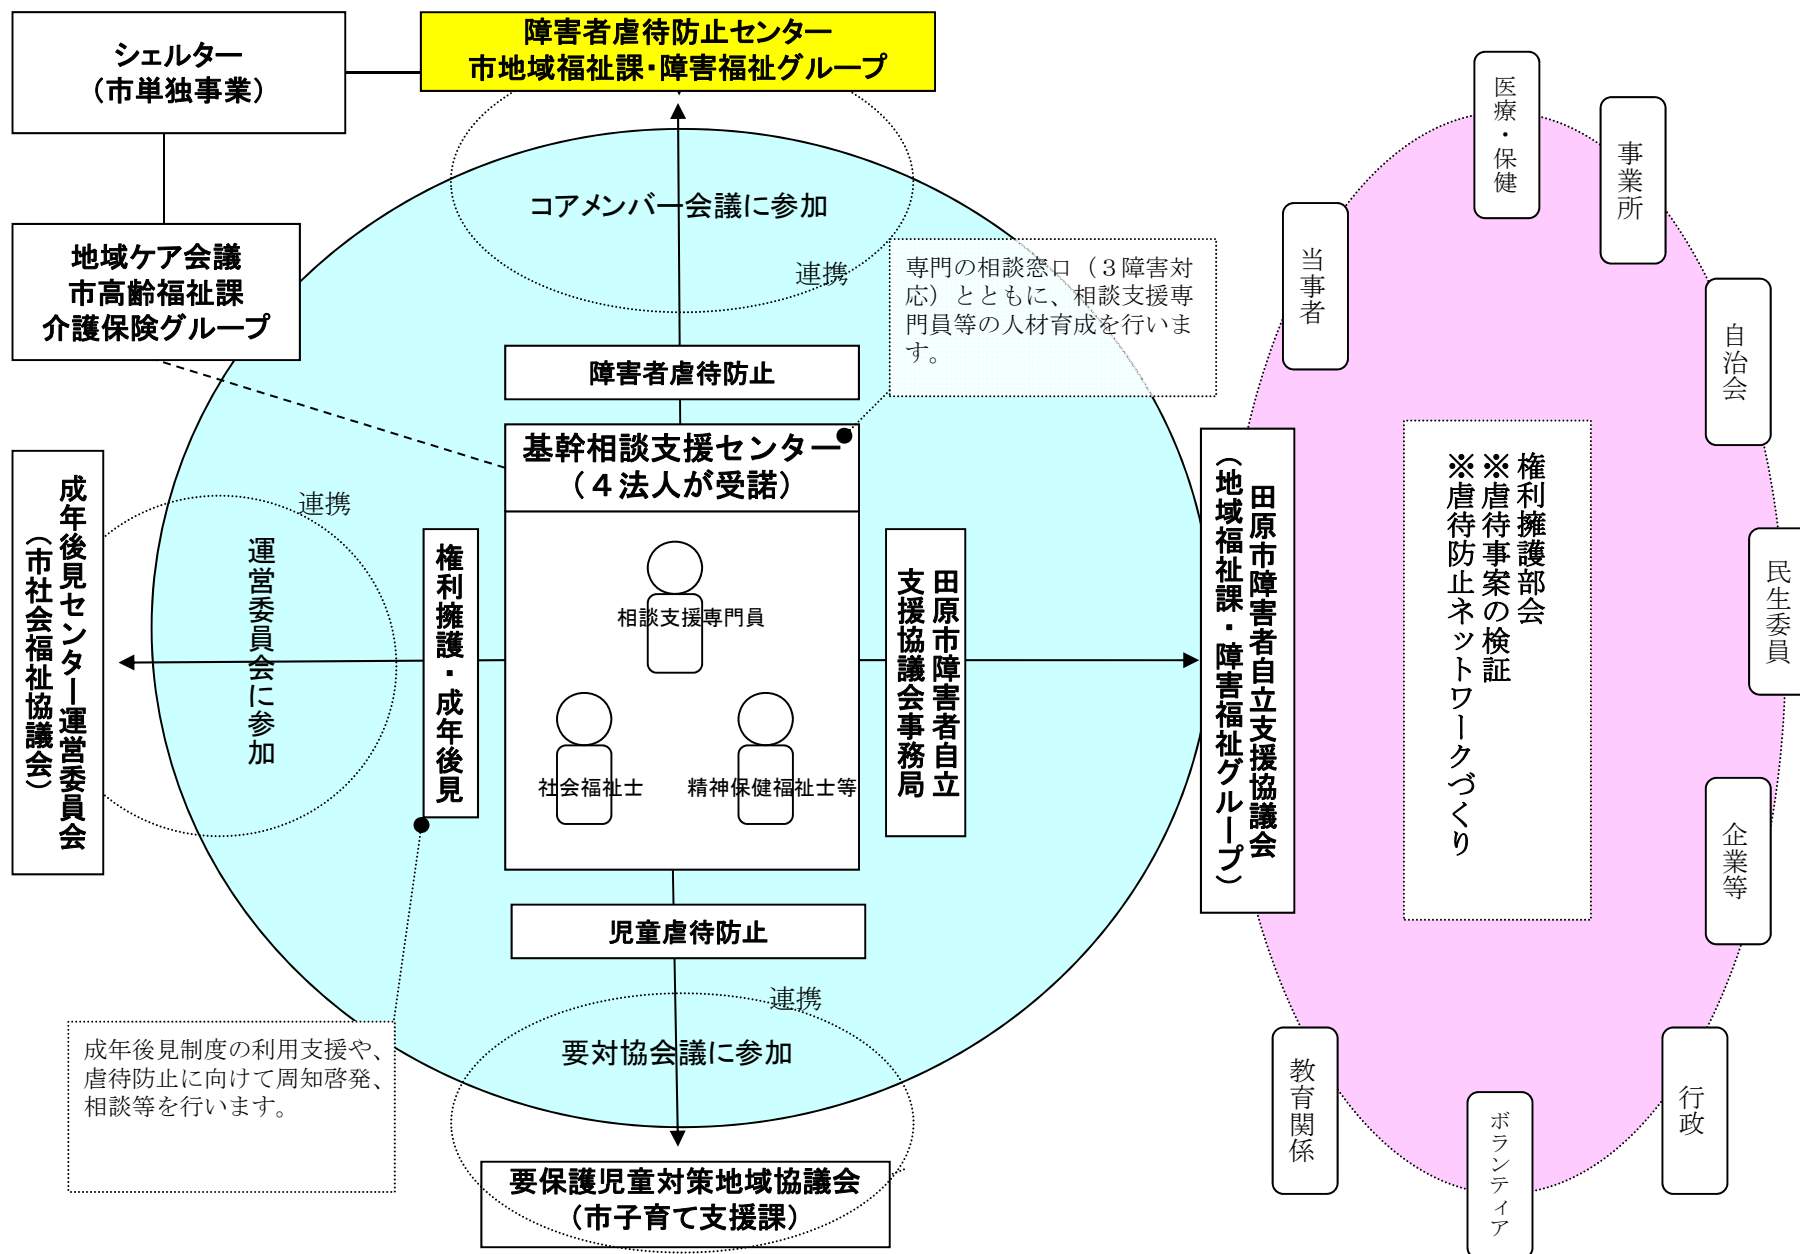 シェルター
（市単独事業）
障害者虐待防止センター
市地域福祉課・障害福祉グループ
地域ケア会議
市高齢福祉課
介護保険グループ
コアメンバー会議に参加
連携
専門の相談窓口（３障害対
応）とともに、相談支援専
門員等の人材育成を行いま
す。
障害者虐待防止
基幹相談支援センター
（４法人が受諾）
相談支援専門員
社会福祉士
精神保健福祉士等
成年後見センター運営委員会
（市社会福祉協議会）
連携
運営委員会に参加
権利擁護・成年後見
田原市障害者自立
支援協議会事務局
田原市障害者自立支援協議会
（地域福祉課・障害福祉グループ）
児童虐待防止
連携
要対協会議に参加
成年後見制度の利用支援や、
虐待防止に向けて周知啓発、
相談等を行います。
要保護児童対策地域協議会
（市子育て支援課）
権利擁護部会
※虐待事案の検証
※虐待防止ネットワークづくり
当事者
医療・保健
事業所
自治会
民生委員
企業等
行政
ボランティア
教育関係